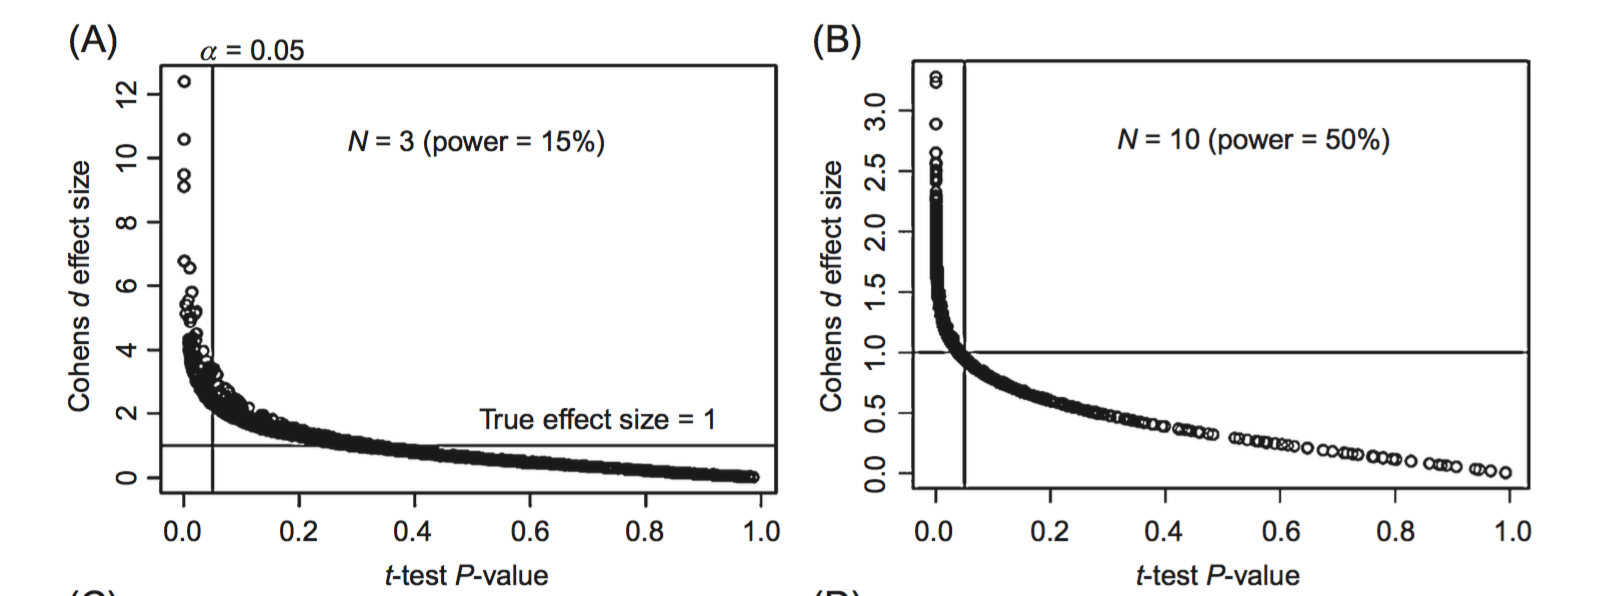 (A)
α = 0.05
N = 3 (power = 15%)
True effect size = 1
Cohens d effect size
0 2 4 6 8 10 12
0.0 0.2 0.4 0.6 0.8 1.0
t-test P-value
(B)
N = 10 (power = 50%)
Cohens d effect size
0.0 0.5 1.0 1.5 2.0 2.5 3.0
0.0 0.2 0.4 0.6 0.8 1.0
t-test P-value